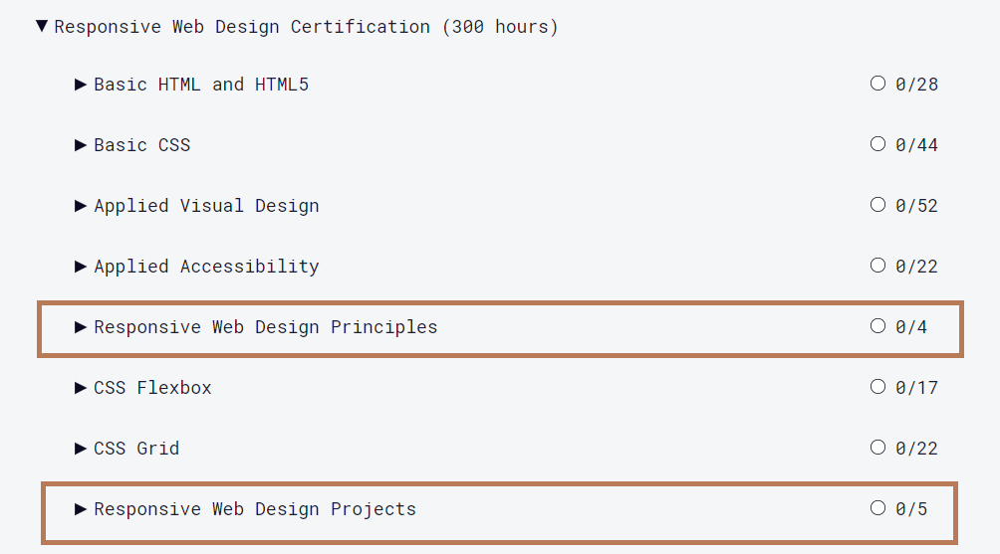 Responsive Web Design Certification (300 hours)
Basic HTML and HTML5 0/28
Basic CSS 0/44
Applied Visual Design 0/52
Applied Accessibility 0/22
Responsive Web Design Principles 0/4
CSS Flexbox 0/17
CSS Grid 0/22
Responsive Web Design Projects 0/5